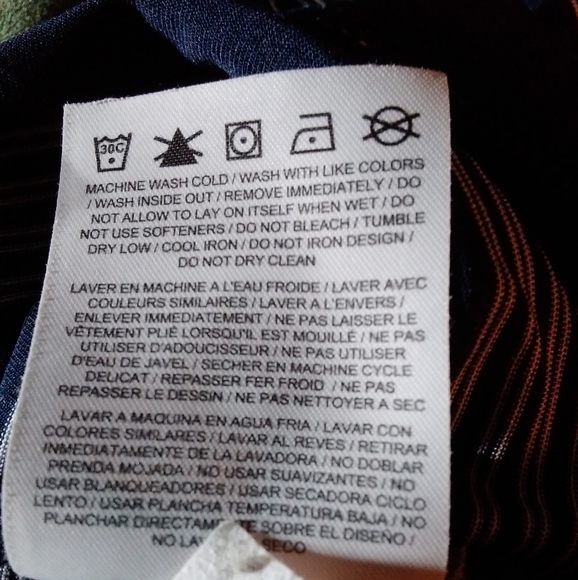 30C
MACHINE WASH COLD / WASH WITH LIKE COLORS
/ WASH INSIDE OUT / REMOVE IMMEDIATELY / DO
NOT ALLOW TO LAY ON ITSELF WHEN WET / DO
NOT USE SOFTENERS / DO NOT BLEACH / TUMBLE
DRY LOW / COOL IRON / DO NOT IRON DESIGN /
DO NOT DRY CLEAN
LAVER EN MACHINE A L'EAU FROIDE / LAVER AVEC
COULEURS SIMILAIRES / LAVER A L'ENVERS /
ENLEVER IMMEDIATEMENT / NE PAS LAISSER LE
VÊTEMENT PLIÉ LORSQU'IL EST MOUILLÉ / NE PAS
UTILISER D'ADOUCISSEUR / NE PAS UTILISER
D'EAU DE JAVEL / SECHER EN MACHINE CYCLE
DELICAT / REPASSER FER FROID / NE PAS
REPASSER LE DESSIN / NE PAS NETTOYER A SEC
LAVAR A MAQUINA EN AGUA FRIA / LAVAR CON
COLORES SIMILARES / LAVAR AL REVES / RETIRAR
INMEDIATAMENTE DE LA LAVADORA / NO DOBLAR
PRENDA MOJADA / NO USAR SUAVIZANTES / NO
USAR BLANQUEADORES / USAR SECADORA CICLO
LENTO / USAR PLANCHA TEMPERATURA BAJA / NO
PLANCHAR DIRECTAMENTE SOBRE EL DISEÑO /
NO SECO